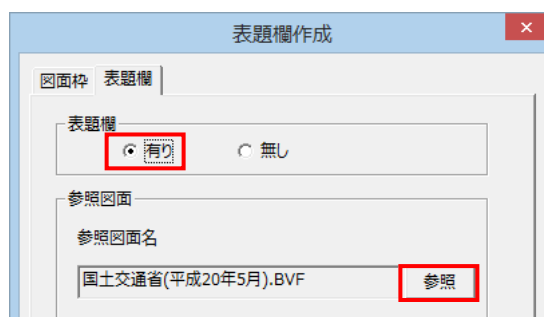 表題欄作成
図面枠 表題欄
表題欄
有り 無し
参照図面
参照図面名
国土交通省(平成20年5月).BVF 参照